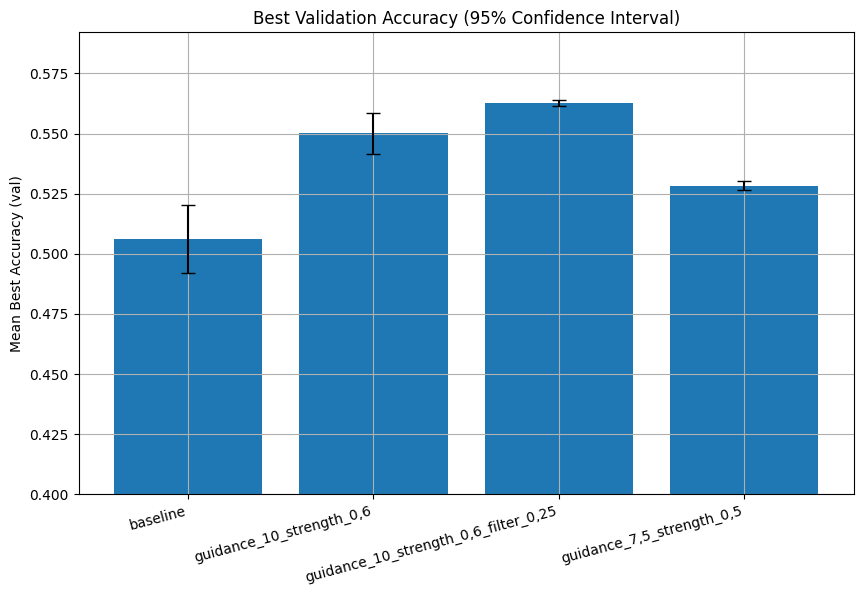 Best Validation Accuracy (95% Confidence Interval)
Mean Best Accuracy (val)
0.575
0.550
0.525
0.500
0.475
0.450
0.425
0.400
baseline
guidance_10_strength_0,6
guidance_10_strength_0,6_filter_0,25
guidance_7,5_strength_0,5